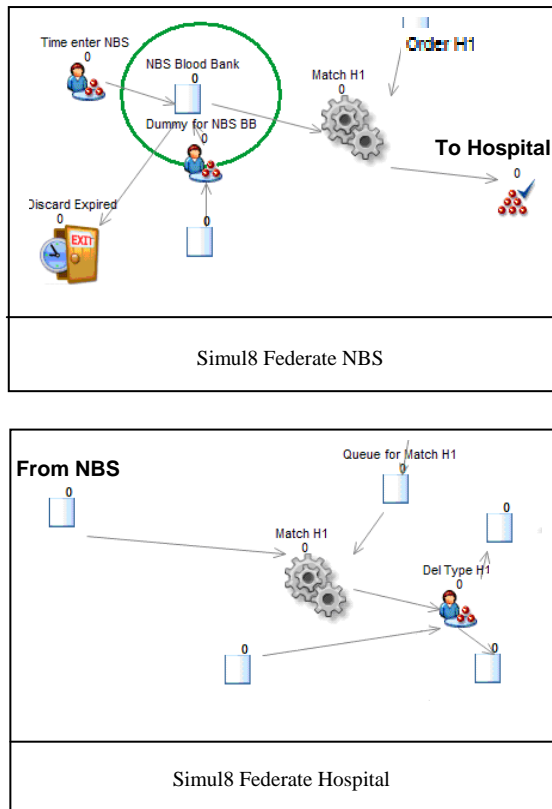 Time enter NBS
0
NBS Blood Bank
0
Dummy for NBS BB
0
Order H1
Match H1
0
To Hospital
0
Discard Expired
0
EXIT
0
Simul8 Federate NBS
From NBS
0
Queue for Match H1
0
0
Match H1
0
Del Type H1
0
0
0
Simul8 Federate Hospital